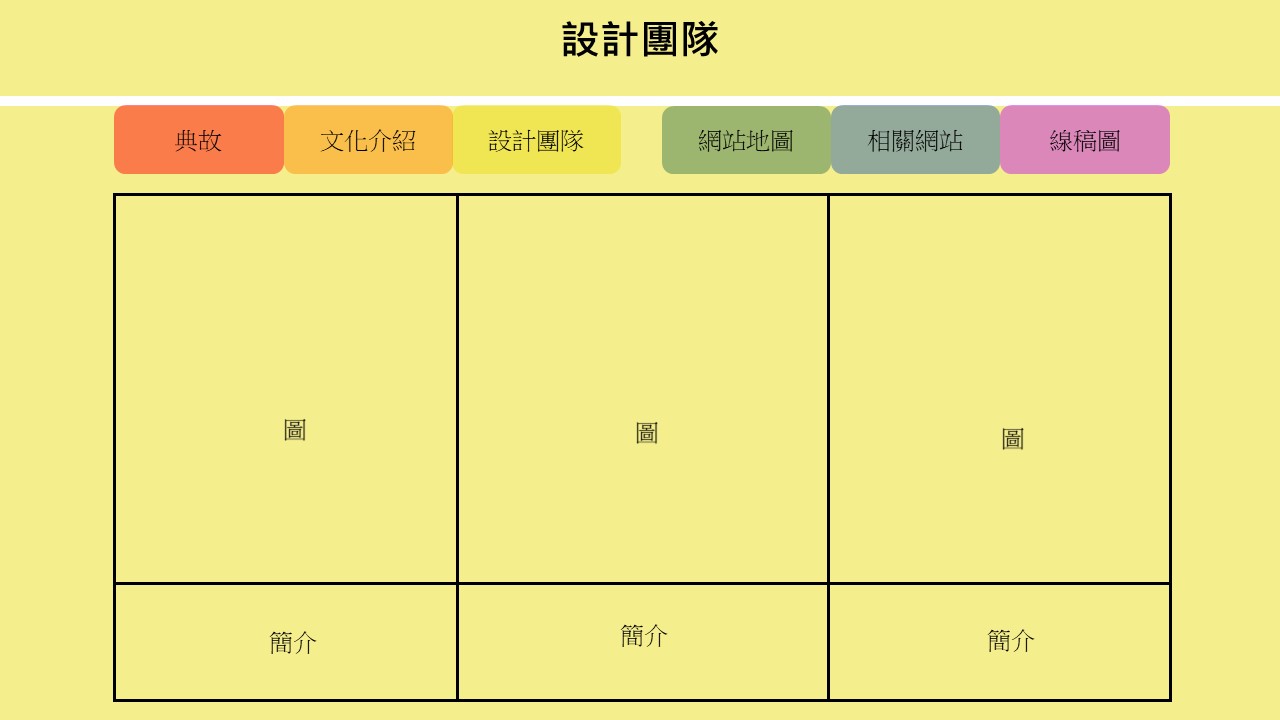 設計團隊
典故 文化介紹 設計團隊 網站地圖 相關網站 線稿圖
圖 圖 圖
簡介 簡介 簡介